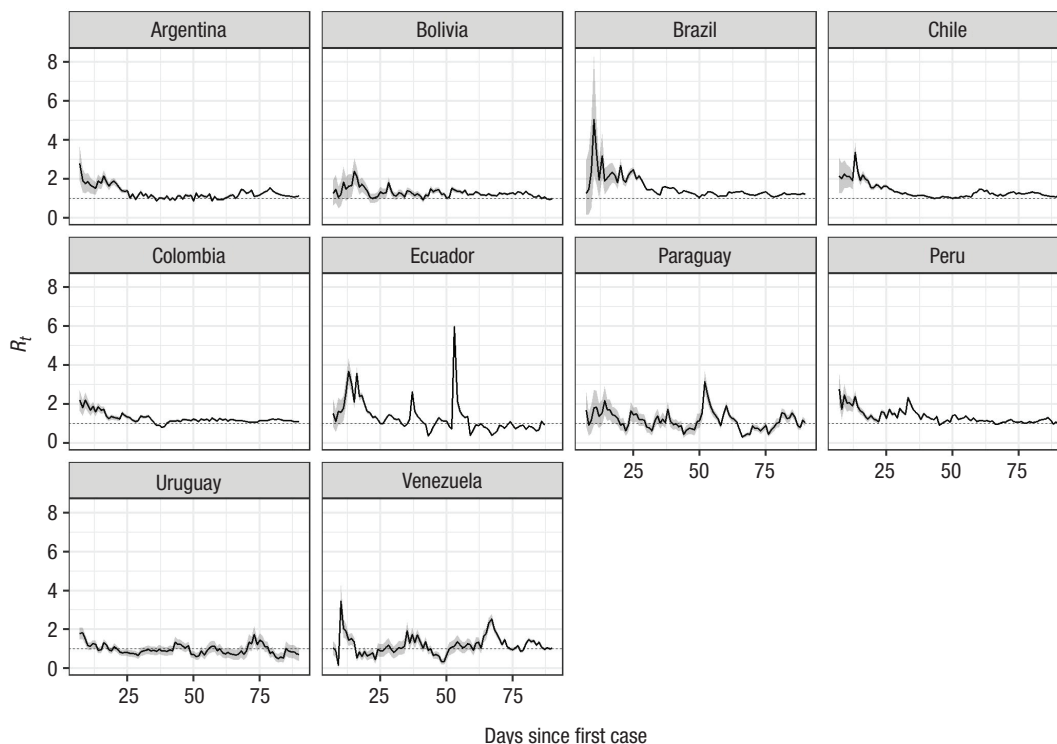 Argentina Bolivia Brazil Chile
8
6
4
2
0
Colombia Ecuador Paraguay Peru
8
6
4
2
0
25 50 75 25 50 75
Uruguay Venezuela
8
6
4
2
0
25 50 75 25 50 75
Rt
Days since first case